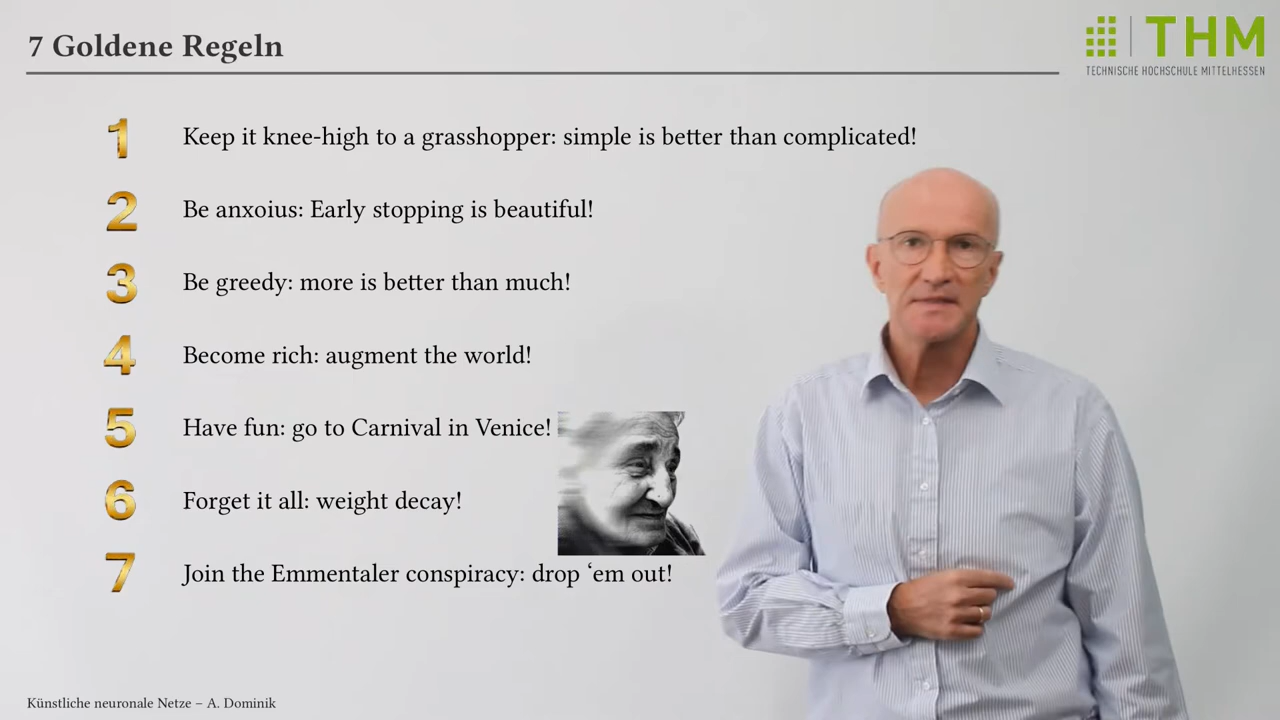 7 Goldene Regeln
THM
TECHNISCHE HOCHSCHULE MITTELHESSEN
1 Keep it knee-high to a grasshopper: simple is better than complicated!
2 Be anxoius: Early stopping is beautiful!
3 Be greedy: more is better than much!
4 Become rich: augment the world!
5 Have fun: go to Carnival in Venice!
6 Forget it all: weight decay!
7 Join the Emmentaler conspiracy: drop ‘em out!
Künstliche neuronale Netze – A. Dominik